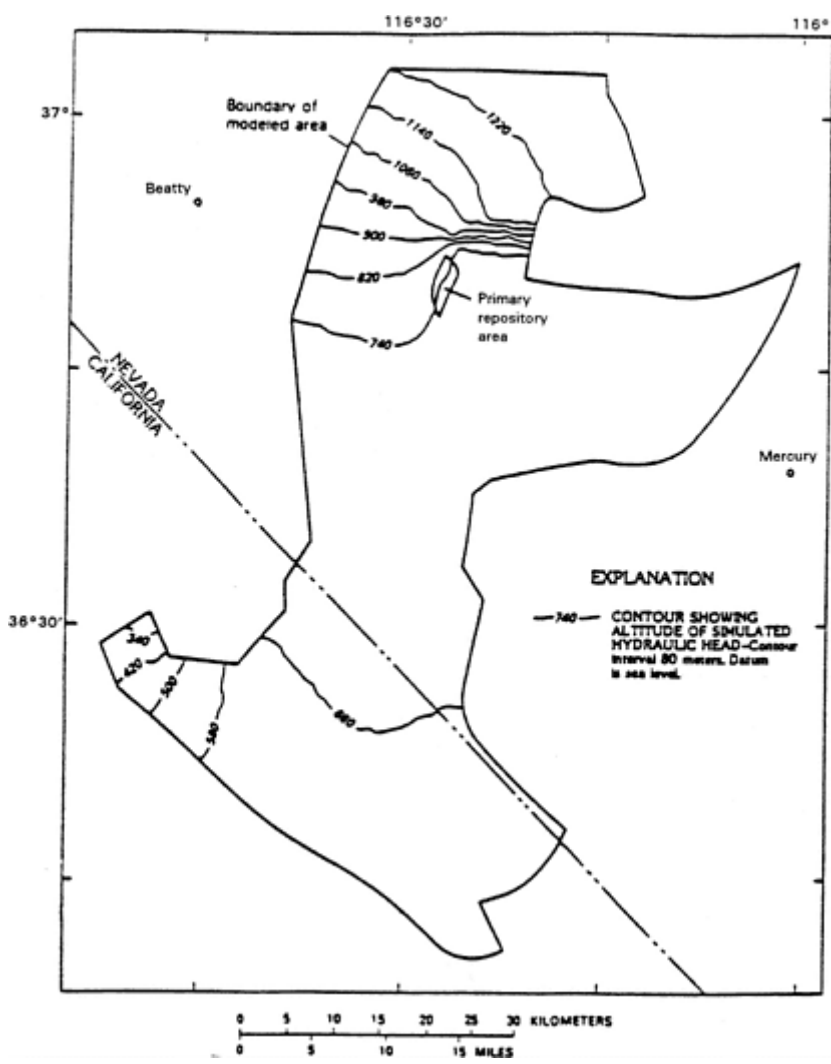 116°30'
116°
37°
Boundary of
modeled area
1220
1140
1060
980
900
820
740
Beatty
Primary
repository
area
NEVADA
CALIFORNIA
Mercury
EXPLANATION
740
CONTOUR SHOWING
ALTITUDE OF SIMULATED
HYDRAULIC HEAD-Contour
interval 80 meters. Datum
is sea level.
36°30'
340
420
500
580
660
0 5 10 15 20 25 30 KILOMETERS
0 5 10 15 MILES